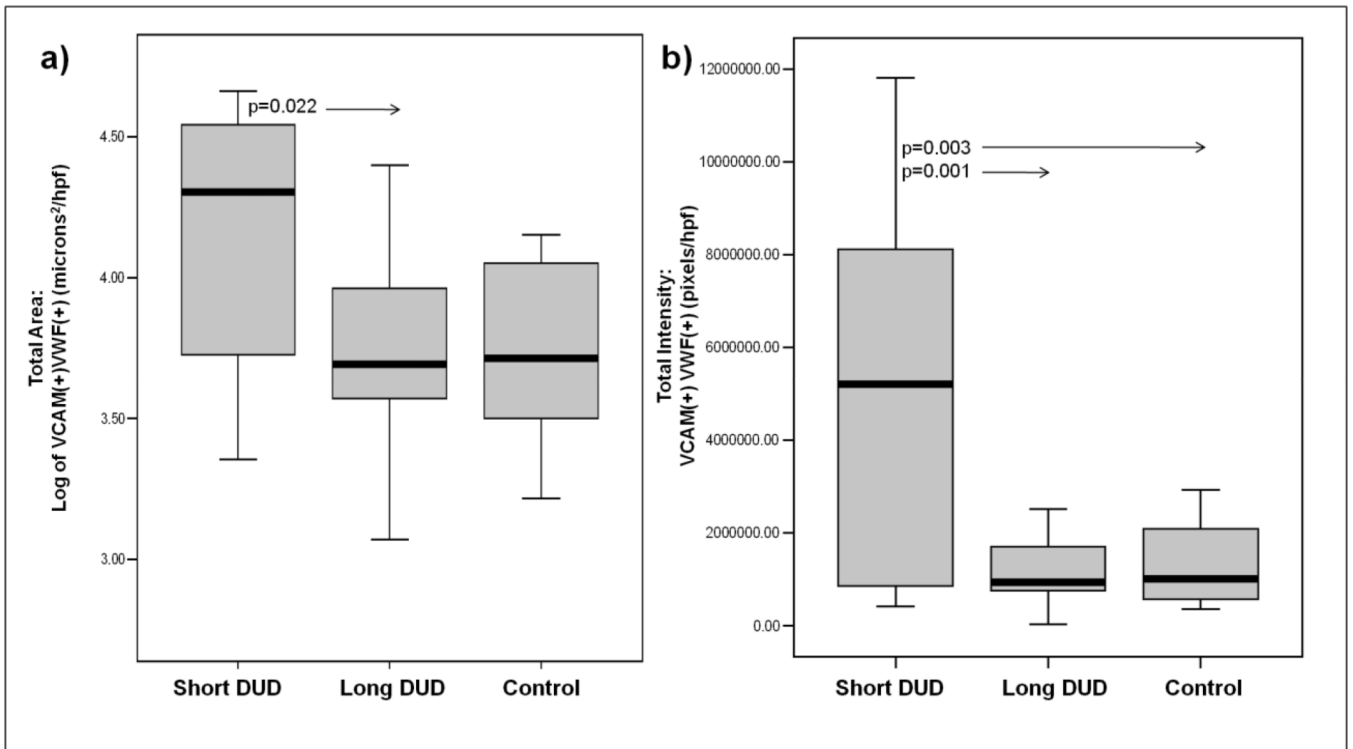 a)
Total Area:
Log of VCAM(+)VWF(+) (microns²/hpf)
4.50
4.00
3.50
3.00
p=0.022
Short DUD
Long DUD
Control
b)
Total Intensity:
VCAM(+) VWF(+) (pixels/hpf)
12000000.00
10000000.00
8000000.00
6000000.00
4000000.00
2000000.00
0.00
p=0.003
p=0.001
Short DUD
Long DUD
Control